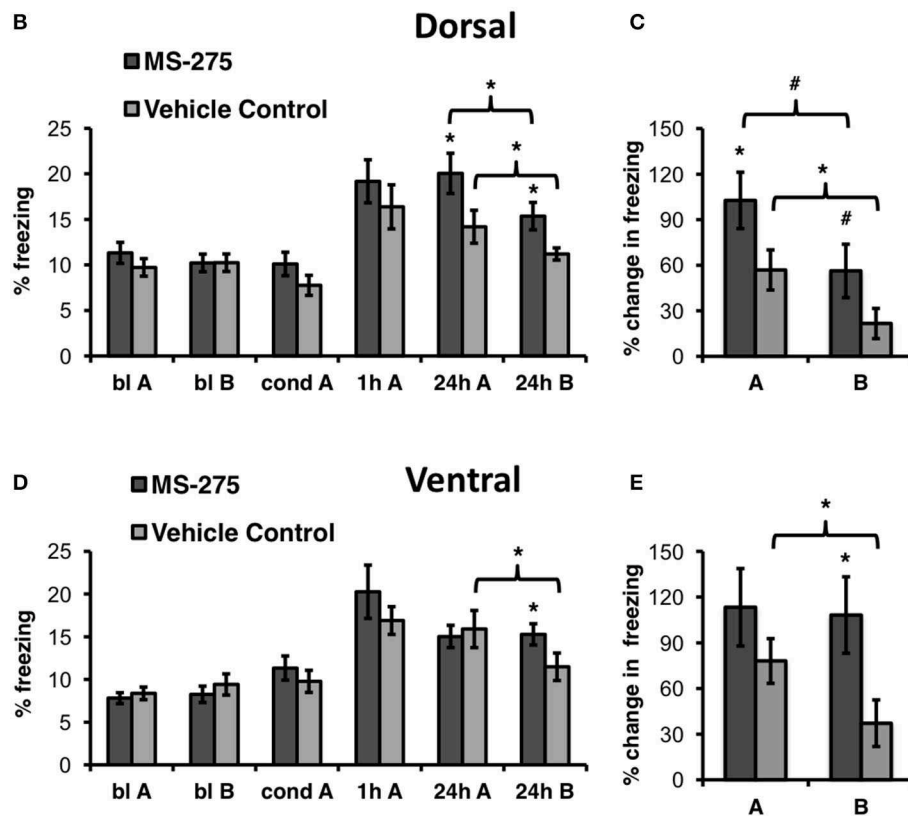 B
Dorsal
MS-275
Vehicle Control
% freezing
25
20
15
10
5
0
*
*
*
*
bl A
bl B
cond A
1h A
24h A
24h B
C
% change in freezing
150
120
90
60
30
0
#
*
*
#
A
B
D
Ventral
MS-275
Vehicle Control
% freezing
25
20
15
10
5
0
*
*
bl A
bl B
cond A
1h A
24h A
24h B
E
% change in freezing
150
120
90
60
30
0
*
*
A
B